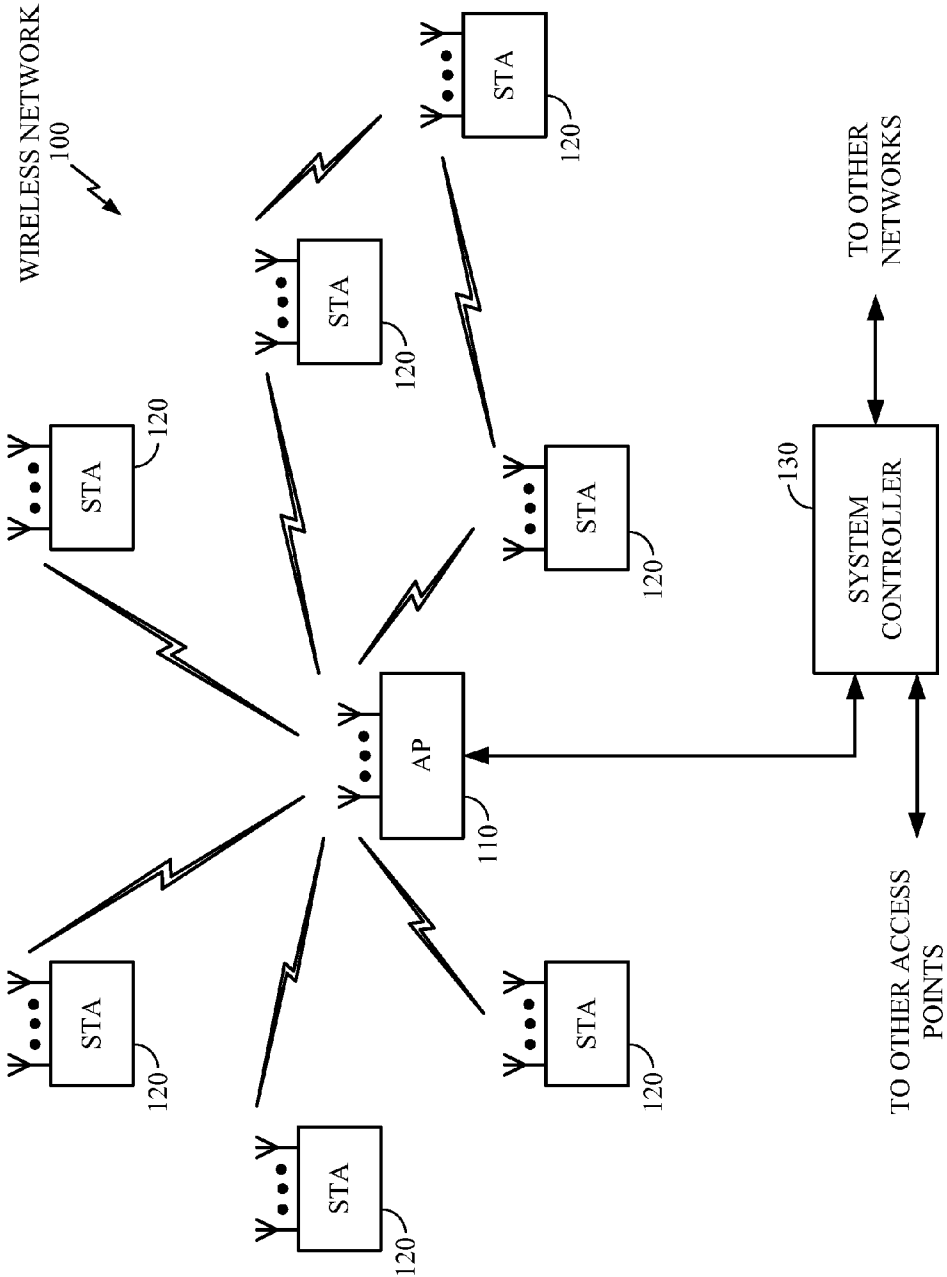 WIRELESS NETWORK
100
STA
STA
120
120
STA
STA
120
120
AP
110
STA
120
STA
STA
120
120
130
SYSTEM
CONTROLLER
TO OTHER
NETWORKS
TO OTHER ACCESS
POINTS